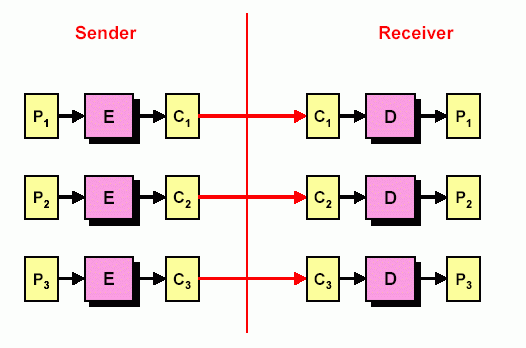 Sender Receiver
P1 E C1 C1 D P1
P2 E C2 C2 D P2
P3 E C3 C3 D P3